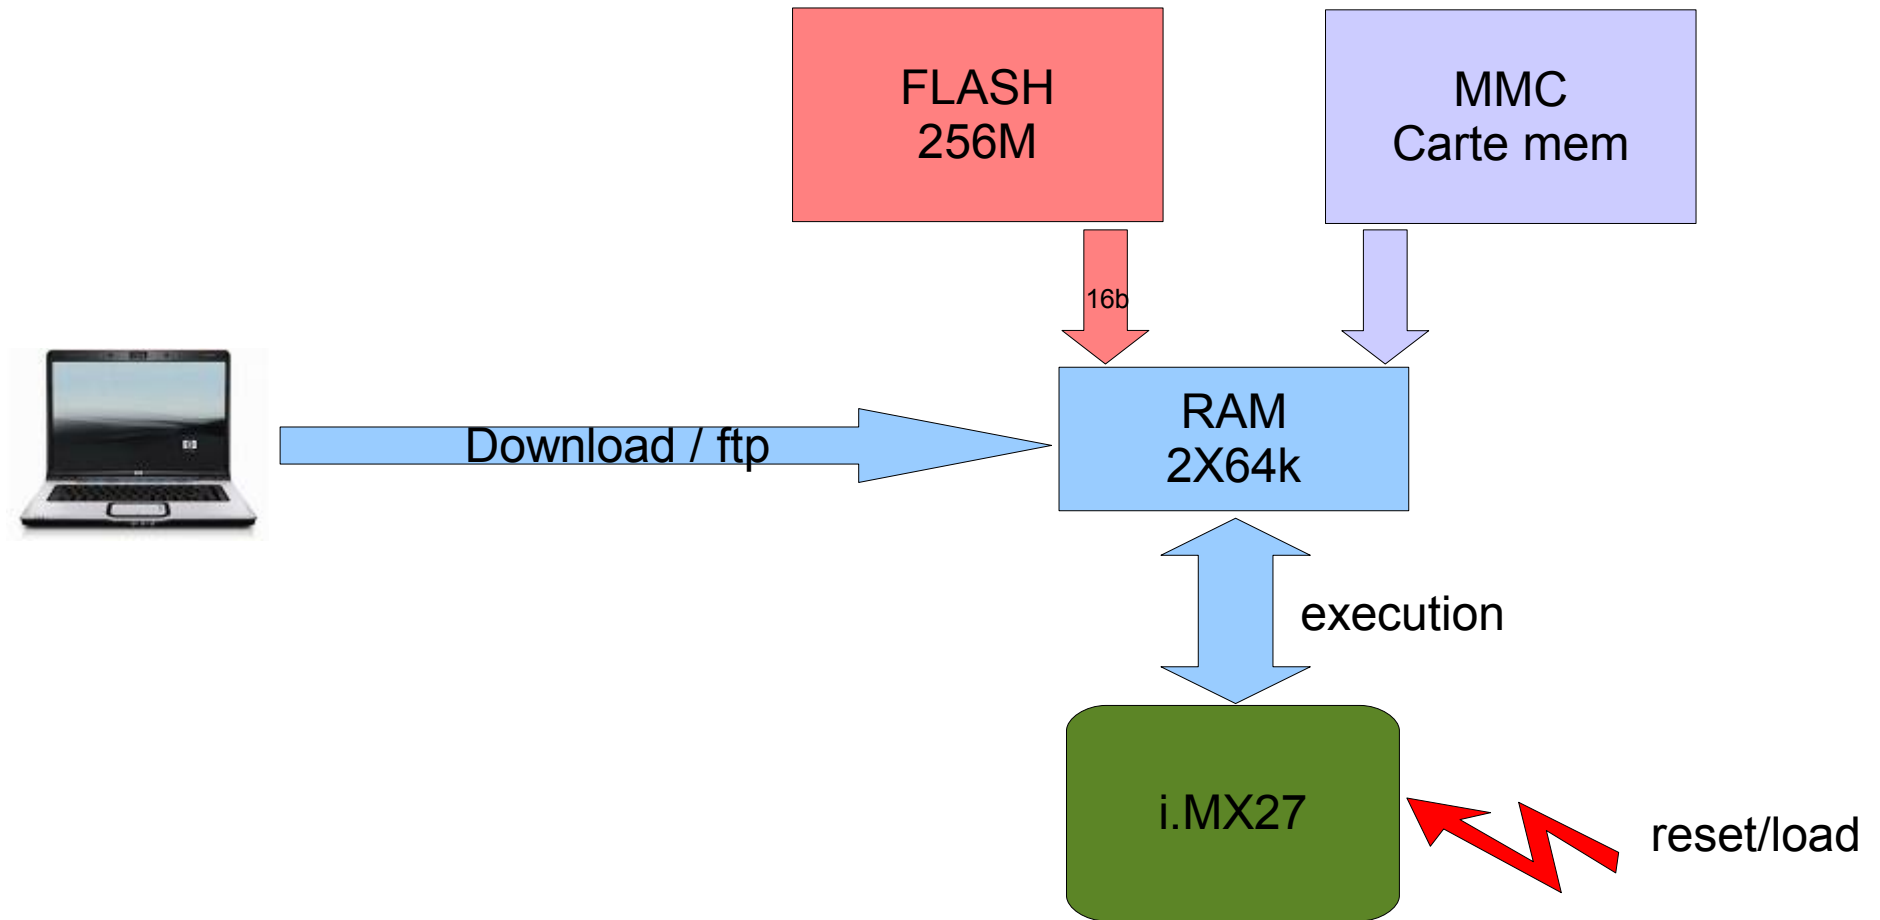 FLASH
256M
MMC
Carte mem
16b
Download / ftp
RAM
2X64k
execution
i.MX27
reset/load